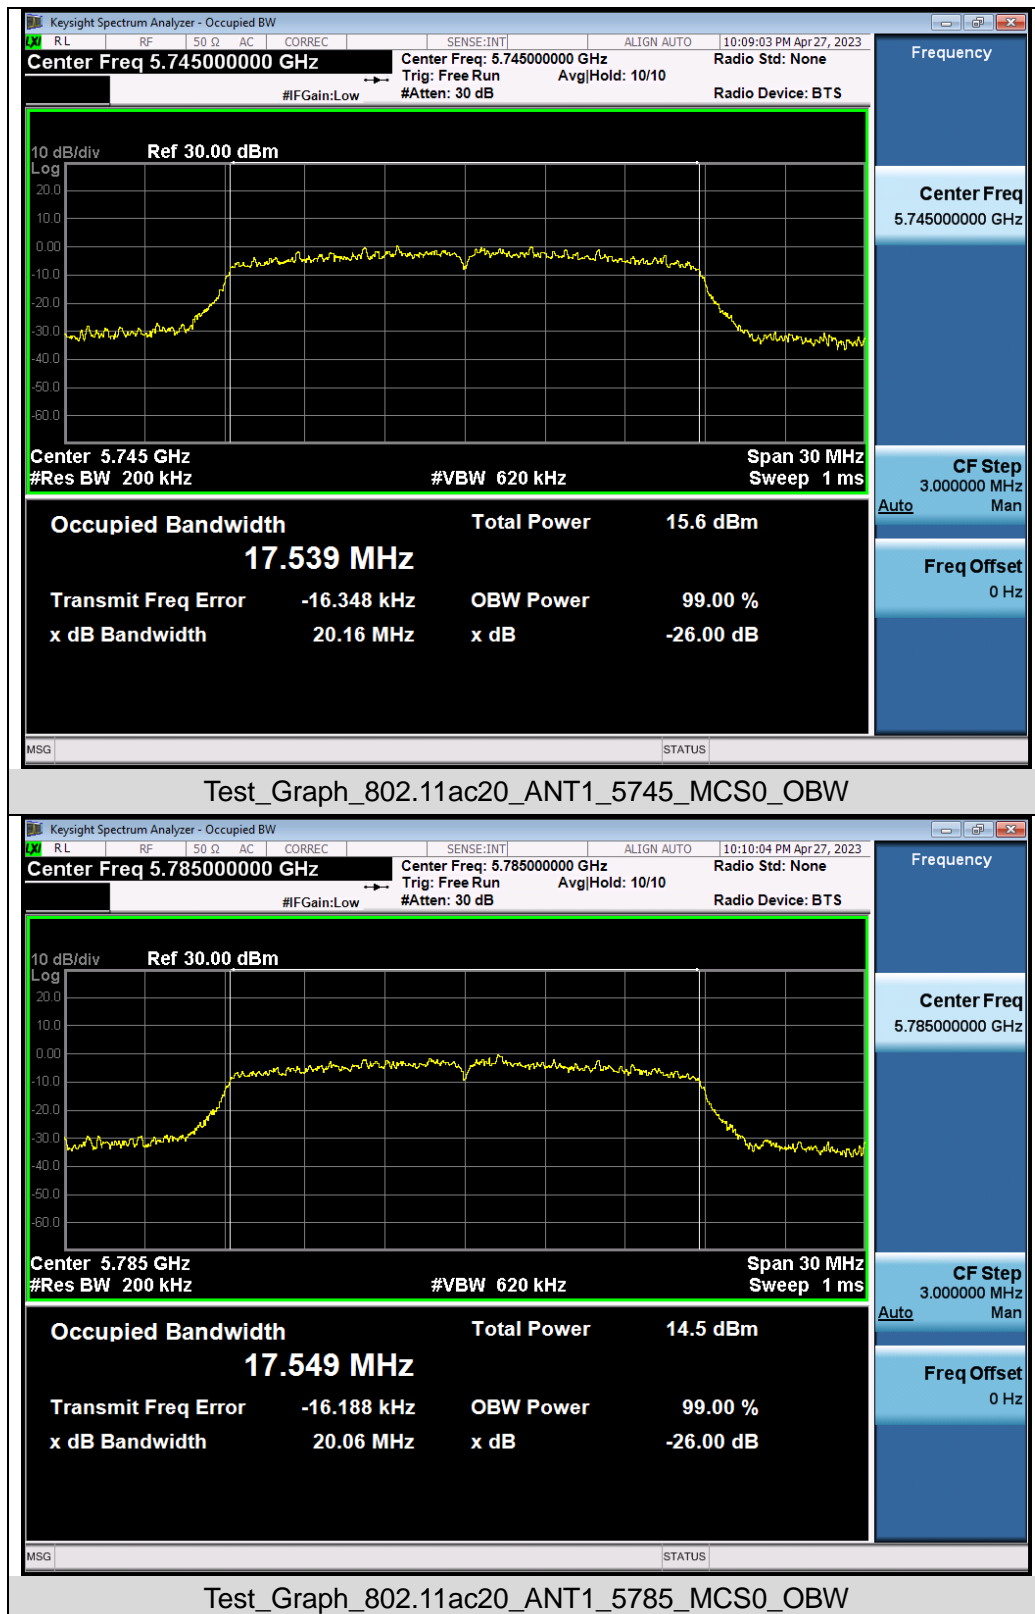 Keysight Spectrum Analyzer - Occupied BW
LXI RL RF 50 Ω AC CORREC SENSE:INT ALIGN AUTO 10:09:03 PM Apr 27, 2023
Center Freq 5.745000000 GHz
Center Freq: 5.745000000 GHz
Radio Std: None
Trig: Free Run Avg|Hold: 10/10
#IFGain:Low
#Atten: 30 dB
Radio Device: BTS
Frequency
10 dB/div Ref 30.00 dBm
Log
20.0
10.0
0.00
-10.0
-20.0
-30.0
-40.0
-50.0
-60.0
Center Freq
5.745000000 GHz
Center 5.745 GHz Span 30 MHz
#Res BW 200 kHz #VBW 620 kHz Sweep 1 ms
CF Step
3.000000 MHz
Auto Man
Freq Offset
0 Hz
Occupied Bandwidth Total Power 15.6 dBm
17.539 MHz
Transmit Freq Error -16.348 kHz OBW Power 99.00 %
x dB Bandwidth 20.16 MHz x dB -26.00 dB
MSG STATUS
Test_Graph_802.11ac20_ANT1_5745_MCS0_OBW
Keysight Spectrum Analyzer - Occupied BW
LXI RL RF 50 Ω AC CORREC SENSE:INT ALIGN AUTO 10:10:04 PM Apr 27, 2023
Center Freq 5.785000000 GHz
Center Freq: 5.785000000 GHz
Radio Std: None
Trig: Free Run Avg|Hold: 10/10
#IFGain:Low
#Atten: 30 dB
Radio Device: BTS
Frequency
10 dB/div Ref 30.00 dBm
Log
20.0
10.0
0.00
-10.0
-20.0
-30.0
-40.0
-50.0
-60.0
Center Freq
5.785000000 GHz
Center 5.785 GHz Span 30 MHz
#Res BW 200 kHz #VBW 620 kHz Sweep 1 ms
CF Step
3.000000 MHz
Auto Man
Freq Offset
0 Hz
Occupied Bandwidth Total Power 14.5 dBm
17.549 MHz
Transmit Freq Error -16.188 kHz OBW Power 99.00 %
x dB Bandwidth 20.06 MHz x dB -26.00 dB
MSG STATUS
Test_Graph_802.11ac20_ANT1_5785_MCS0_OBW